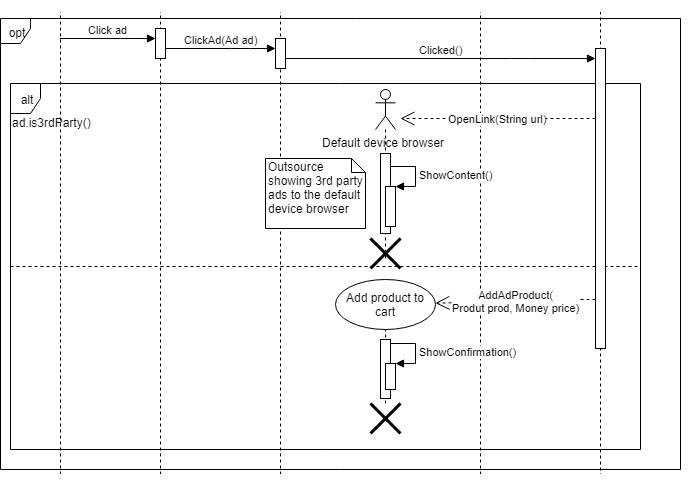 opt
Click ad
ClickAd(Ad ad)
Clicked()
alt
ad.is3rdParty()
OpenLink(String url)
Default device browser
Outsource
showing 3rd party
ads to the default
device browser
ShowContent()
Add product to
cart
AddAdProduct(
Produt prod, Money price)
ShowConfirmation()